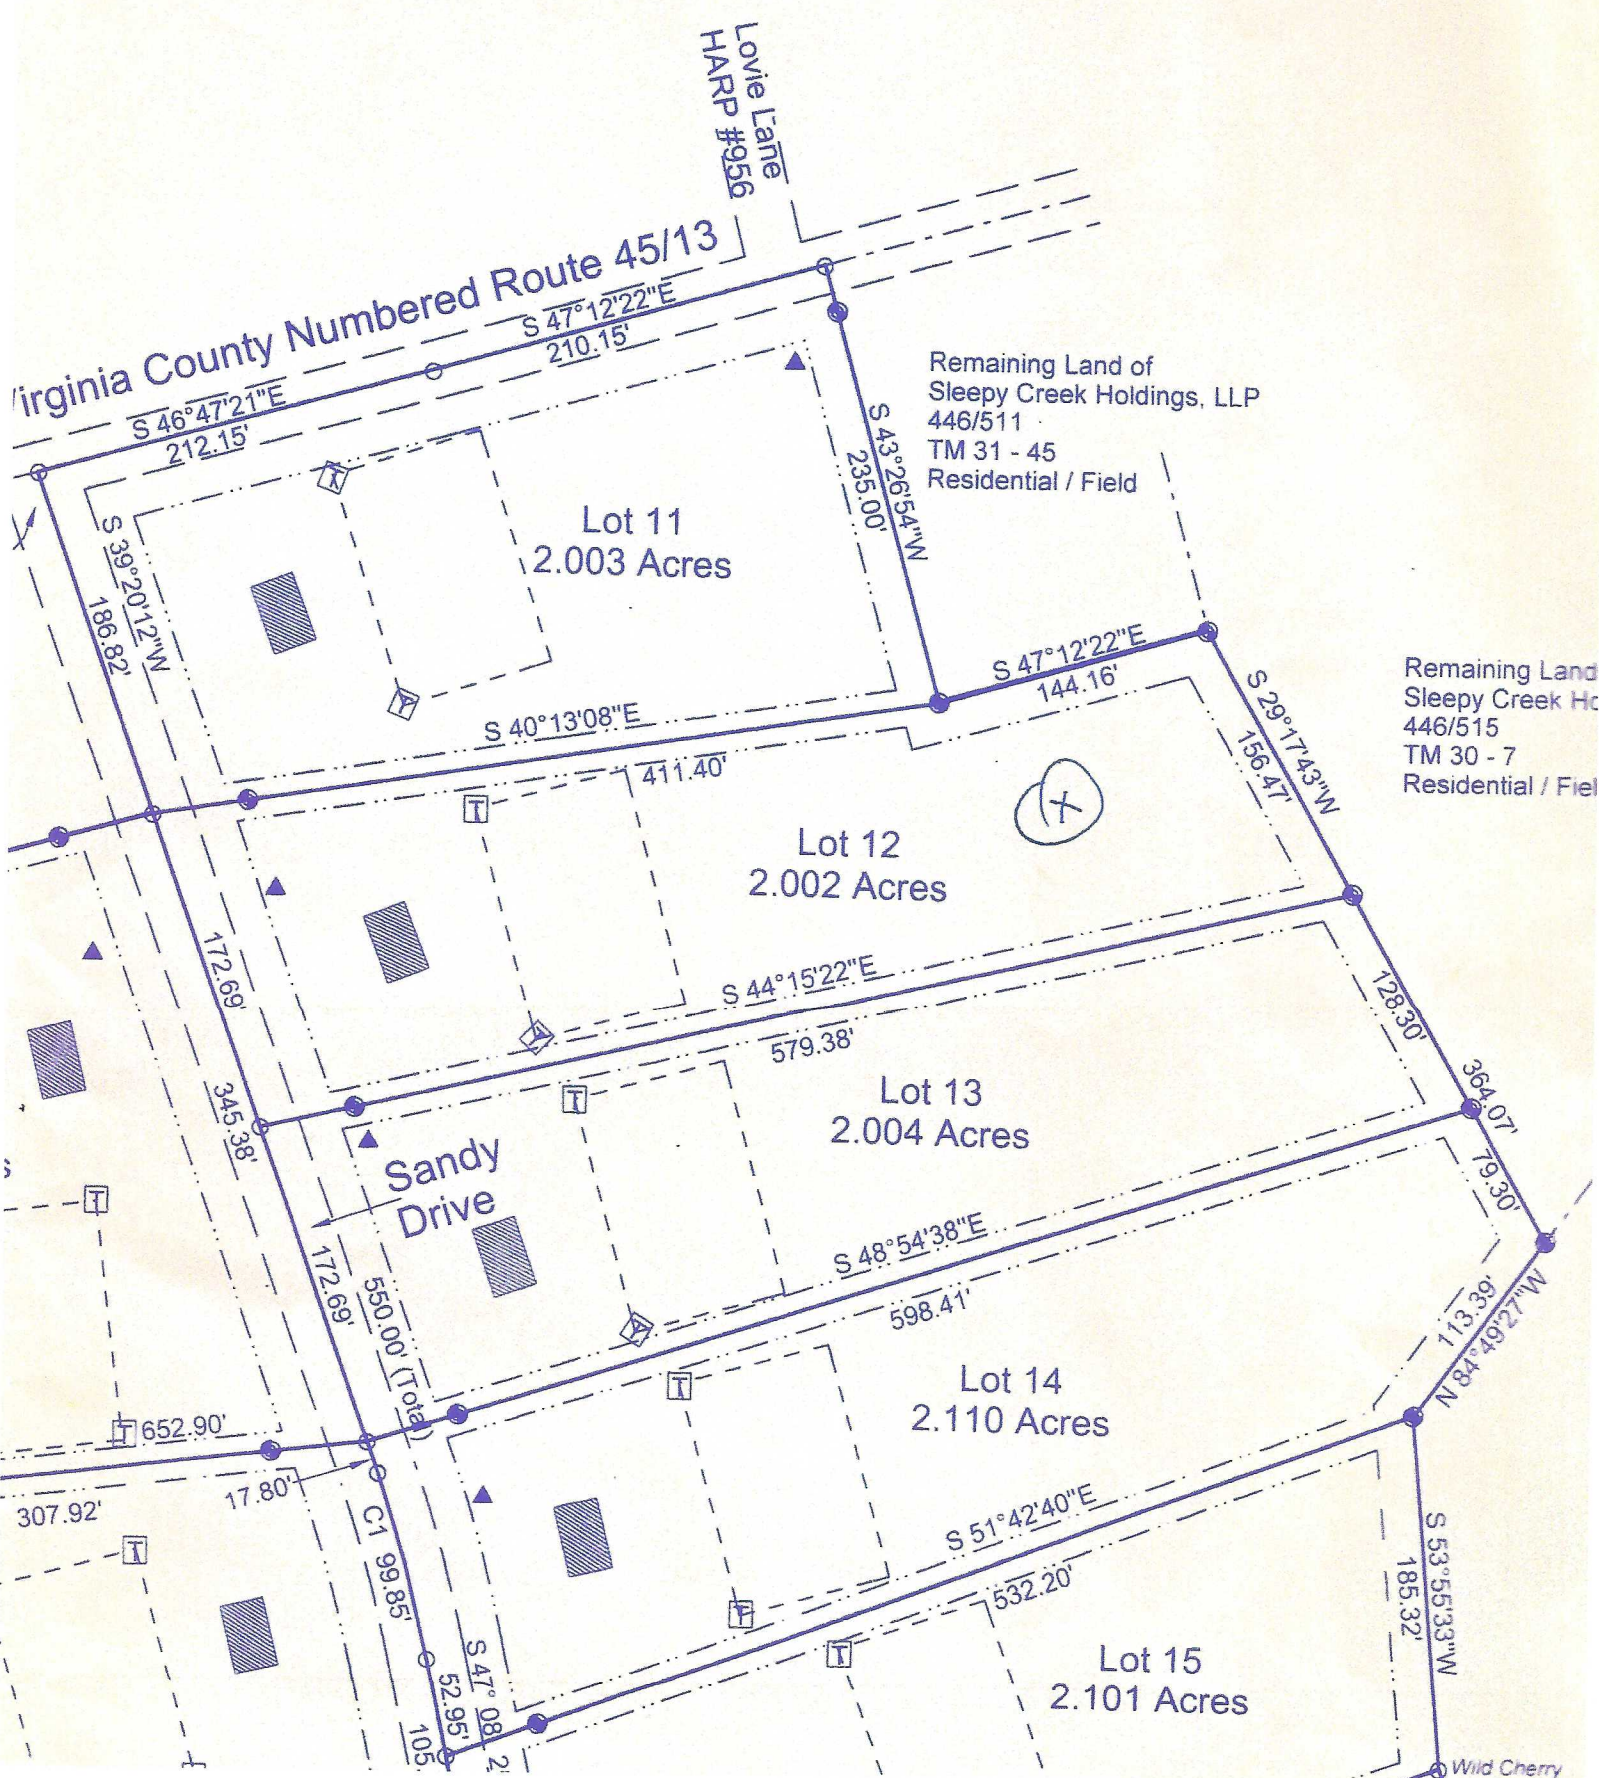 Lovie Lane
HARP #956
Virginia County Numbered Route 45/13
S 47°12'22"E
210.15'
S 46°47'21"E
212.15'
Remaining Land of
Sleepy Creek Holdings, LLP
446/511
TM 31 - 45
Residential / Field
S 43°26'54"W
235.00'
Lot 11
2.003 Acres
S 39°20'12"W
186.82'
S 47°12'22"E
144.16'
S 40°13'08"E
411.40'
S 29°17'43"W
156.47'
Remaining Land
Sleepy Creek Ho
446/515
TM 30 - 7
Residential / Fiel
T
X
Lot 12
2.002 Acres
172.69'
S 44°15'22"E
579.38'
128.30'
364.07'
345.38'
T
Lot 13
2.004 Acres
Sandy
Drive
s
T
79.30'
172.69'
550.00' (Total)
S 48°54'38"E
598.41'
113.39'
N 84°49'27"W
T
Lot 14
2.110 Acres
T
652.90'
17.80'
307.92'
T
C1 99.85'
S 51°42'40"E
532.20'
S 53°55'33"W
185.32'
T
T
Lot 15
2.101 Acres
52.95'
S 47° 08
105.
Wild Cherry